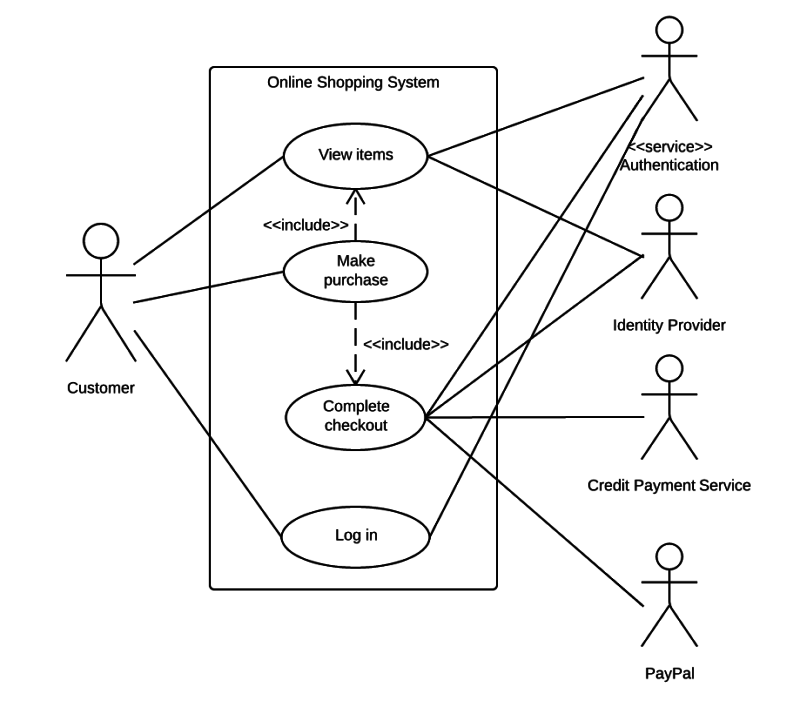 Online Shopping System
View items
<<service>>
Authentication
<<include>>
Make
purchase
Identity Provider
<<include>>
Customer
Complete
checkout
Credit Payment Service
Log in
PayPal